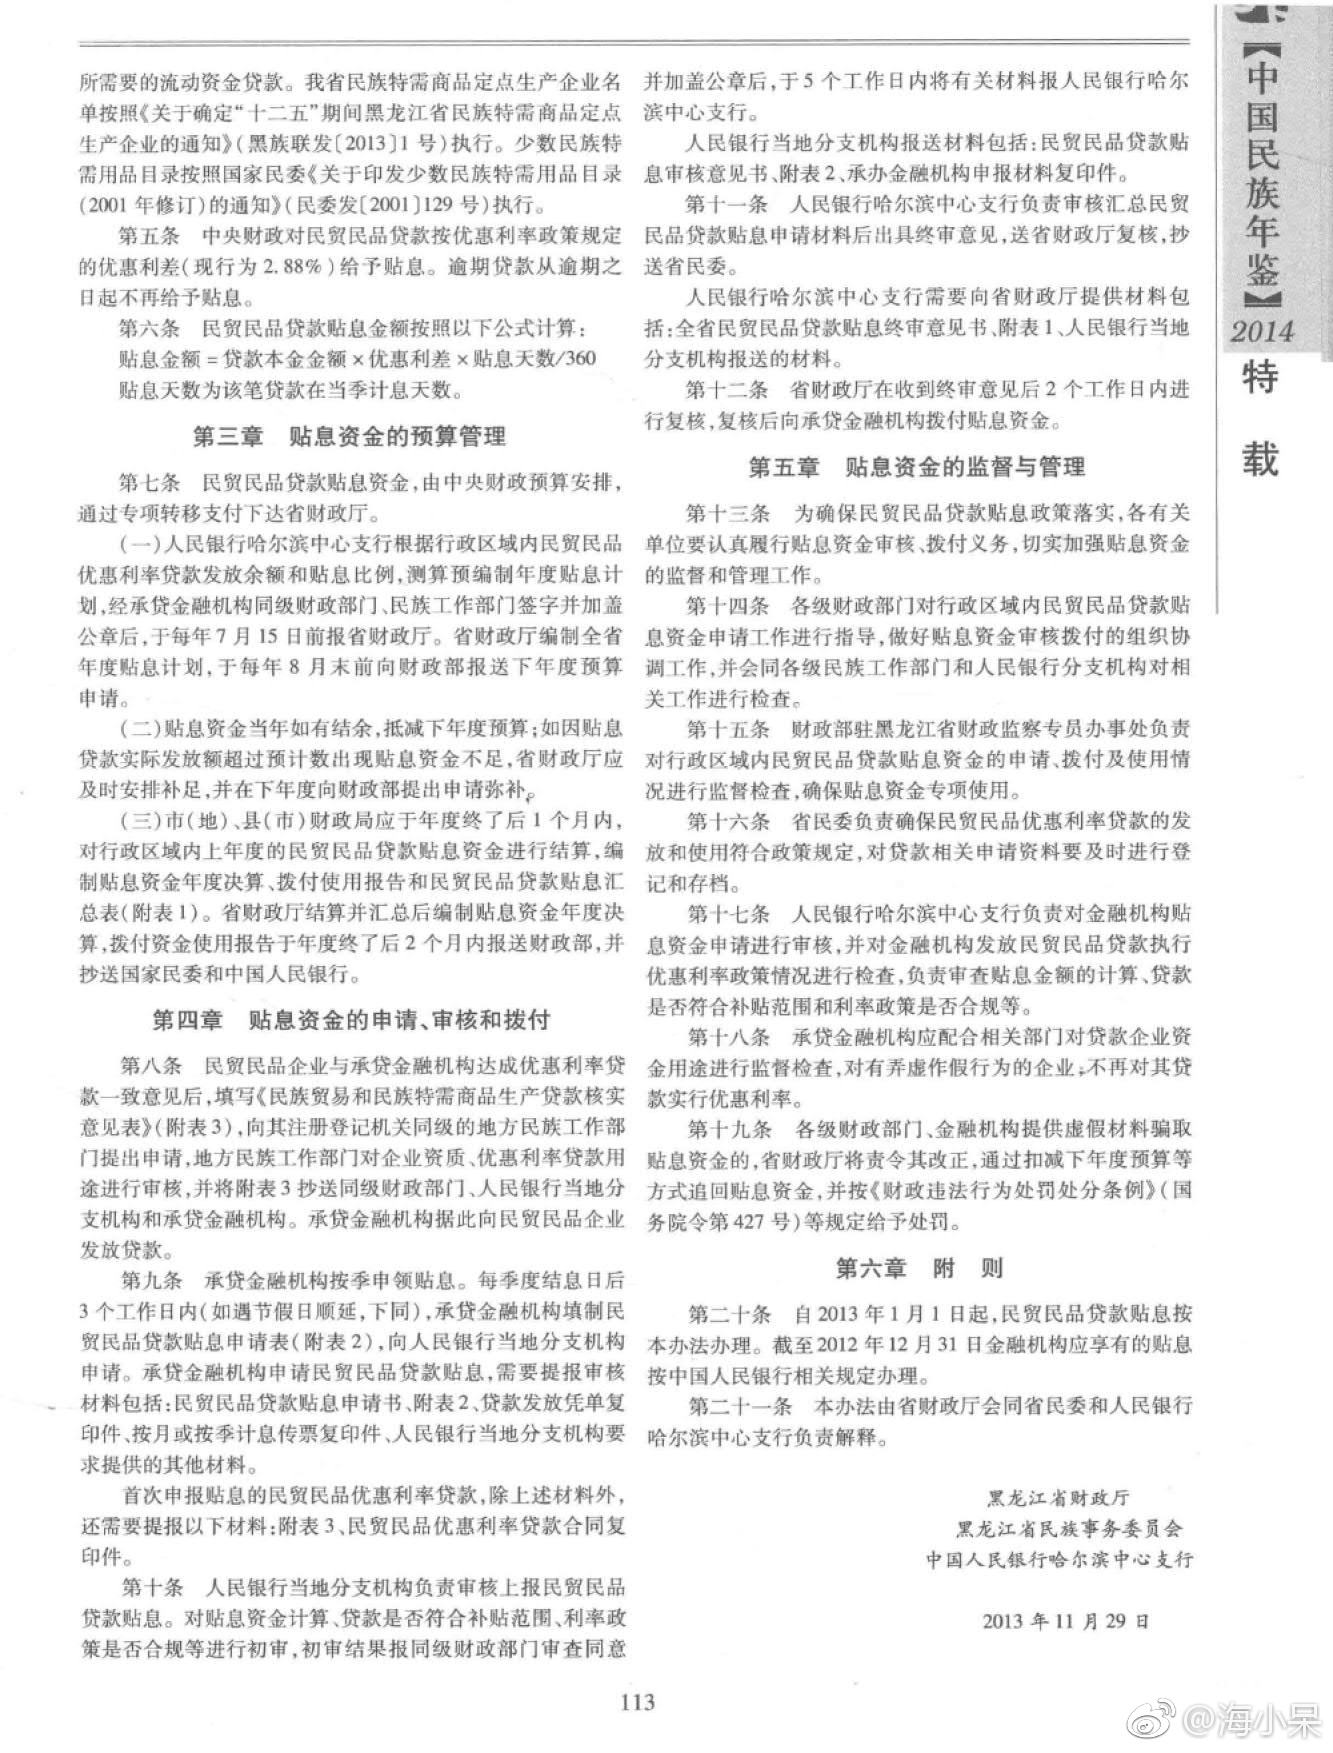 所需要的流动资金贷款。我省民族特需商品定点生产企业名
单按照《关于确定“十二五”期间黑龙江省民族特需商品定点
生产企业的通知》(黑族联发〔2013〕1 号)执行。少数民族特
需用品目录按照国家民委《关于印发少数民族特需用品目录
(2001 年修订)的通知》(民委发〔2001〕129 号)执行。
第五条　中央财政对民贸民品贷款按优惠利率政策规定
的优惠利差(现行为 2.88%)给予贴息。逾期贷款从逾期之
日起不再给予贴息。
第六条　民贸民品贷款贴息金额按照以下公式计算:
贴息金额 = 贷款本金金额 × 优惠利差 × 贴息天数/360
贴息天数为该笔贷款在当季计息天数。
第三章　贴息资金的预算管理
第七条　民贸民品贷款贴息资金,由中央财政预算安排,
通过专项转移支付下达省财政厅。
(一)人民银行哈尔滨中心支行根据行政区域内民贸民品
优惠利率贷款发放余额和贴息比例,测算预编制年度贴息计
划,经承贷金融机构同级财政部门、民族工作部门签字并加盖
公章后,于每年 7 月 15 日前报省财政厅。省财政厅编制全省
年度贴息计划,于每年 8 月末前向财政部报送下年度预算
申请。
(二)贴息资金当年如有结余,抵减下年度预算;如因贴息
贷款实际发放额超过预计数出现贴息资金不足,省财政厅应
及时安排补足,并在下年度向财政部提出申请弥补。
(三)市(地)、县(市)财政局应于年度终了后 1 个月内,
对行政区域内上年度的民贸民品贷款贴息资金进行结算,编
制贴息资金年度决算、拨付使用报告和民贸民品贷款贴息汇
总表(附表 1)。省财政厅结算并汇总后编制贴息资金年度决
算,拨付资金使用报告于年度终了后 2 个月内报送财政部,并
抄送国家民委和中国人民银行。
第四章　贴息资金的申请、审核和拨付
第八条　民贸民品企业与承贷金融机构达成优惠利率贷
款一致意见后,填写《民族贸易和民族特需商品生产贷款核实
意见表》(附表 3),向其注册登记机关同级的地方民族工作部
门提出申请,地方民族工作部门对企业资质、优惠利率贷款用
途进行审核,并将附表 3 抄送同级财政部门、人民银行当地分
支机构和承贷金融机构。承贷金融机构据此向民贸民品企业
发放贷款。
第九条　承贷金融机构按季申领贴息。每季度结息日后
3 个工作日内(如遇节假日顺延,下同),承贷金融机构填制民
贸民品贷款贴息申请表(附表 2),向人民银行当地分支机构
申请。承贷金融机构申请民贸民品贷款贴息,需要提报审核
材料包括:民贸民品贷款贴息申请书、附表 2、贷款发放凭单复
印件、按月或按季计息传票复印件、人民银行当地分支机构要
求提供的其他材料。
首次申报贴息的民贸民品优惠利率贷款,除上述材料外,
还需要提报以下材料:附表 3、民贸民品优惠利率贷款合同复
印件。
第十条　人民银行当地分支机构负责审核上报民贸民品
贷款贴息。对贴息资金计算、贷款是否符合补贴范围、利率政
策是否合规等进行初审,初审结果报同级财政部门审查同意
并加盖公章后,于 5 个工作日内将有关材料报人民银行哈尔
滨中心支行。
人民银行当地分支机构报送材料包括:民贸民品贷款贴
息审核意见书、附表 2、承办金融机构申报材料复印件。
第十一条　人民银行哈尔滨中心支行负责审核汇总民贸
民品贷款贴息申请材料后出具终审意见,送省财政厅复核,抄
送省民委。
人民银行哈尔滨中心支行需要向省财政厅提供材料包
括:全省民贸民品贷款贴息终审意见书、附表 1、人民银行当地
分支机构报送的材料。
第十二条　省财政厅在收到终审意见后 2 个工作日内进
行复核,复核后向承贷金融机构拨付贴息资金。
第五章　贴息资金的监督与管理
第十三条　为确保民贸民品贷款贴息政策落实,各有关
单位要认真履行贴息资金审核、拨付义务,切实加强贴息资金
的监督和管理工作。
第十四条　各级财政部门对行政区域内民贸民品贷款贴
息资金申请工作进行指导,做好贴息资金审核拨付的组织协
调工作,并会同各级民族工作部门和人民银行分支机构对相
关工作进行检查。
第十五条　财政部驻黑龙江省财政监察专员办事处负责
对行政区域内民贸民品贷款贴息资金的申请、拨付及使用情
况进行监督检查,确保贴息资金专项使用。
第十六条　省民委负责确保民贸民品优惠利率贷款的发
放和使用符合政策规定,对贷款相关申请资料要及时进行登
记和存档。
第十七条　人民银行哈尔滨中心支行负责对金融机构贴
息资金申请进行审核,并对金融机构发放民贸民品贷款执行
优惠利率政策情况进行检查,负责审查贴息金额的计算、贷款
是否符合补贴范围和利率政策是否合规等。
第十八条　承贷金融机构应配合相关部门对贷款企业资
金用途进行监督检查,对有弄虚作假行为的企业,不再对其贷
款实行优惠利率。
第十九条　各级财政部门、金融机构提供虚假材料骗取
贴息资金的,省财政厅将责令其改正,通过扣减下年度预算等
方式追回贴息资金,并按《财政违法行为处罚处分条例》(国
务院令第 427 号)等规定给予处罚。
第六章　附　则
第二十条　自 2013 年 1 月 1 日起,民贸民品贷款贴息按
本办法办理。截至 2012 年 12 月 31 日金融机构应享有的贴息
按中国人民银行相关规定办理。
第二十一条　本办法由省财政厅会同省民委和人民银行
哈尔滨中心支行负责解释。
黑龙江省财政厅
黑龙江省民族事务委员会
中国人民银行哈尔滨中心支行
2013 年 11 月 29 日
【中国民族年鉴】
2014
特载
113
@海小呆